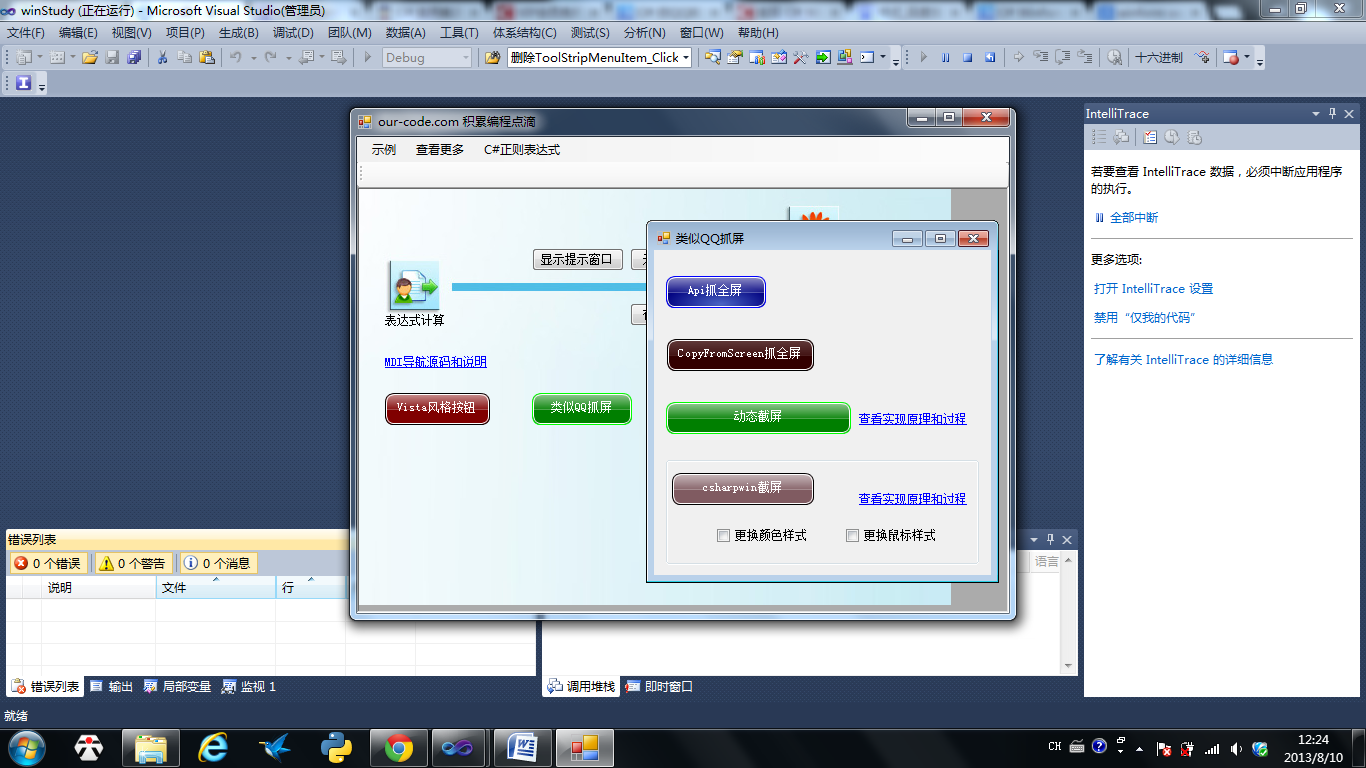 winStudy (正在运行) - Microsoft Visual Studio(管理员)
文件(F) 编辑(E) 视图(V) 项目(P) 生成(B) 调试(D) 团队(M) 数据(A) 工具(T) 体系结构(C) 测试(S) 分析(N) 窗口(W) 帮助(H)
Debug 删除ToolStripMenuItem_Click 十六进制
our-code.com 积累编程点滴
示例 查看更多 C#正则表达式
显示提示窗口
表达式计算
MDI导航源码和说明
Vista风格按钮 类似QQ抓屏
类似QQ抓屏
Api抓全屏
CopyFromScreen抓全屏
动态截屏 查看实现原理和过程
csharpwin截屏 查看实现原理和过程
更换颜色样式 更换鼠标样式
IntelliTrace
若要查看 IntelliTrace 数据，必须中断应用程序
的执行。
全部中断
更多选项:
打开 IntelliTrace 设置
禁用“仅我的代码”
了解有关 IntelliTrace 的详细信息
错误列表
0 个错误 0 个警告 0 个消息
说明 文件 行
语言
错误列表 输出 局部变量 监视 1
调用堆栈 即时窗口
就绪
CH
12:24
2013/8/10